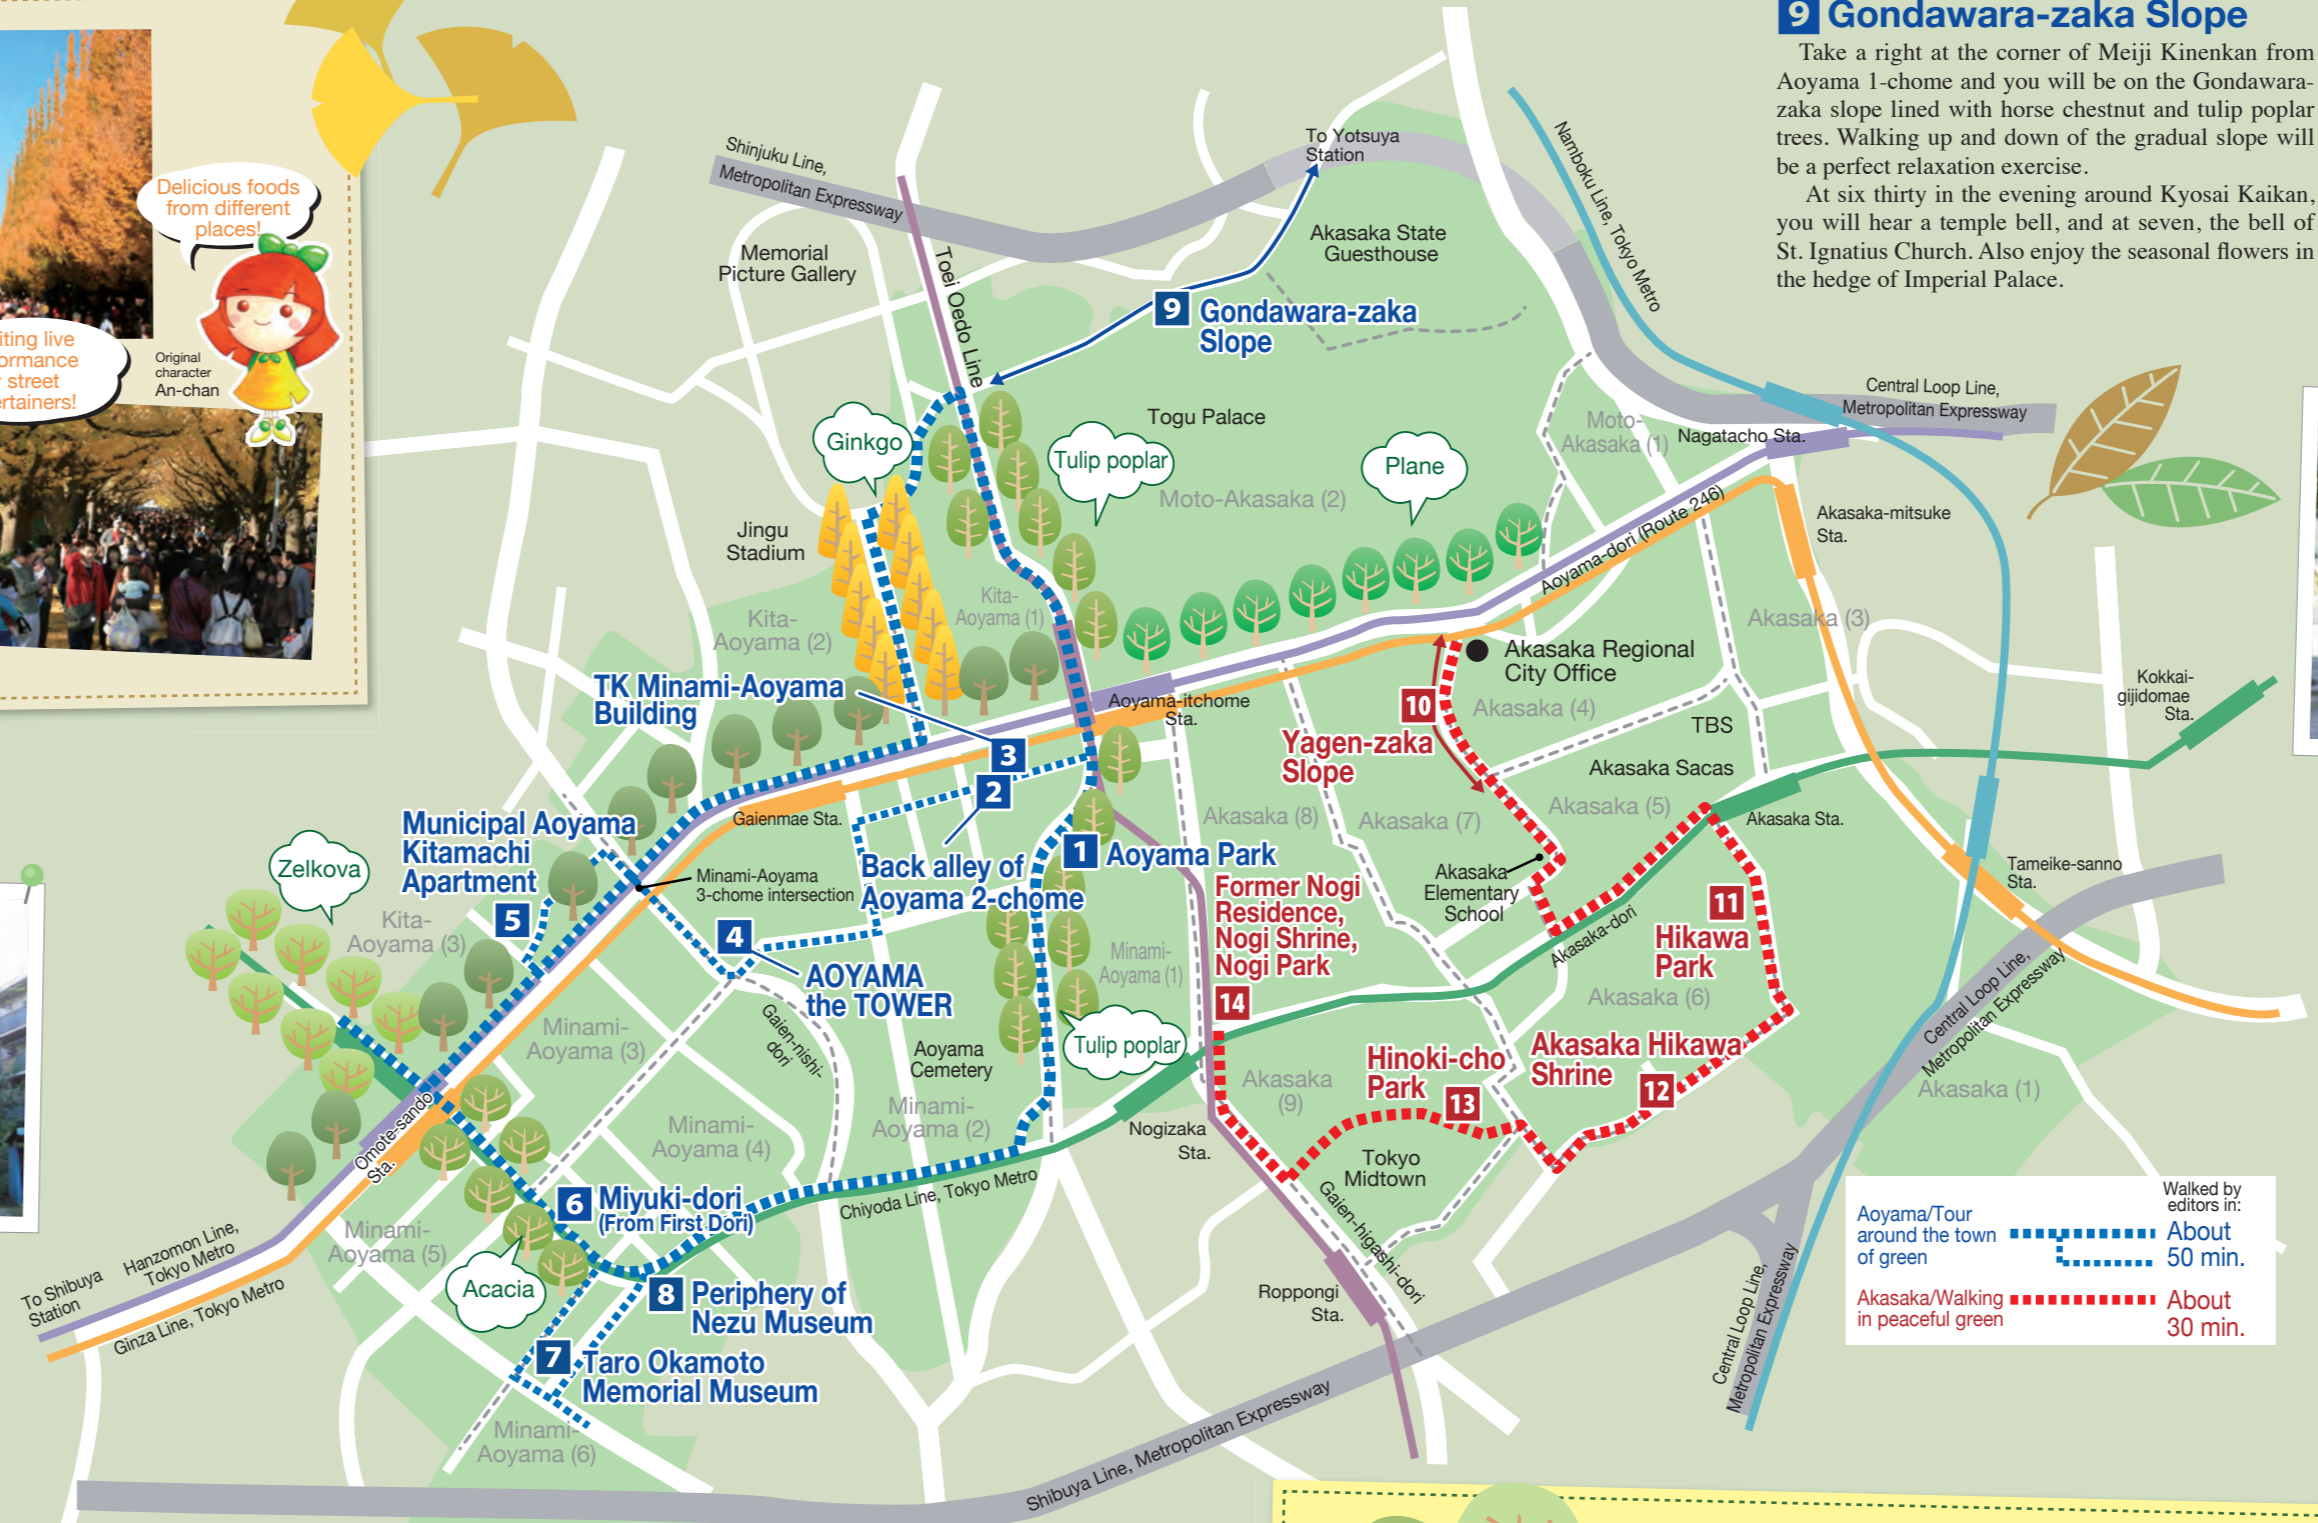 9 Gondawara-zaka Slope
Take a right at the corner of Meiji Kinenkan from
Aoyama 1-chome and you will be on the Gondawara-
zaka slope lined with horse chestnut and tulip poplar
trees. Walking up and down of the gradual slope will
be a perfect relaxation exercise.
At six thirty in the evening around Kyosai Kaikan,
you will hear a temple bell, and at seven, the bell of
St. Ignatius Church. Also enjoy the seasonal flowers in
the hedge of Imperial Palace.
Delicious foods
from different
places!
live
street
Original
character
An-chan
Shinjuku Line,
Metropolitan Expressway
To Yotsuya
Station
Namboku Line, Tokyo Metro
Memorial
Picture Gallery
Toei Oedo Line
Akasaka State
Guesthouse
9 Gondawara-zaka
Slope
Central Loop Line,
Metropolitan Expressway
Togu Palace
Moto-
Akasaka (1)
Nagatacho Sta.
Ginkgo
Tulip poplar
Plane
Moto-Akasaka (2)
Aoyama-dori (Route 246)
Akasaka-mitsuke
Sta.
Jingu
Stadium
Kita-
Aoyama (2)
Kita-
Aoyama (1)
Akasaka (3)
Akasaka Regional
City Office
TK Minami-Aoyama
Building
Aoyama-itchome
Sta.
10
Akasaka (4)
Yagen-zaka
Slope
TBS
Kokkai-
gijidomae
Sta.
3
2
Akasaka Sacas
Akasaka (5)
Akasaka (8)
Akasaka (7)
Akasaka Sta.
Gaienmae Sta.
Municipal Aoyama
Kitamachi
Apartment
5
Minami-Aoyama
3-chome intersection
Back alley of
Aoyama 2-chome
1 Aoyama Park
Zelkova
Kita-
Aoyama (3)
Akasaka
Elementary
School
Tameike-sanno
Sta.
Former Nogi
Residence,
Nogi Shrine,
Nogi Park
14
11
Hikawa
Park
Akasaka-dori
4
AOYAMA
the TOWER
Minami-
Aoyama (1)
Akasaka (6)
Central Loop Line,
Metropolitan Expressway
Minami-
Aoyama (3)
Gaien-nishi-
dori
Aoyama
Cemetery
Tulip poplar
Akasaka
(9)
Hinoki-cho
Park
13
Akasaka Hikawa
Shrine
12
Akasaka (1)
Omote-sando
Sta.
Minami-
Aoyama (4)
Minami-
Aoyama (2)
Nogizaka
Sta.
Tokyo
Midtown
Chiyoda Line, Tokyo Metro
Gaien-higashi-dori
6 Miyuki-dori
(From First Dori)
Minami-
Aoyama (5)
Acacia
Hanzomon Line,
Tokyo Metro
To Shibuya
Station
Ginza Line, Tokyo Metro
8 Periphery of
Nezu Museum
7 Taro Okamoto
Memorial Museum
Minami-
Aoyama (6)
Roppongi
Sta.
Shibuya Line, Metropolitan Expressway
Central Loop Line,
Metropolitan Expressway
Walked by
editors in:
Aoyama/Tour
around the town
of green
About
50 min.
Akasaka/Walking
in peaceful green
About
30 min.